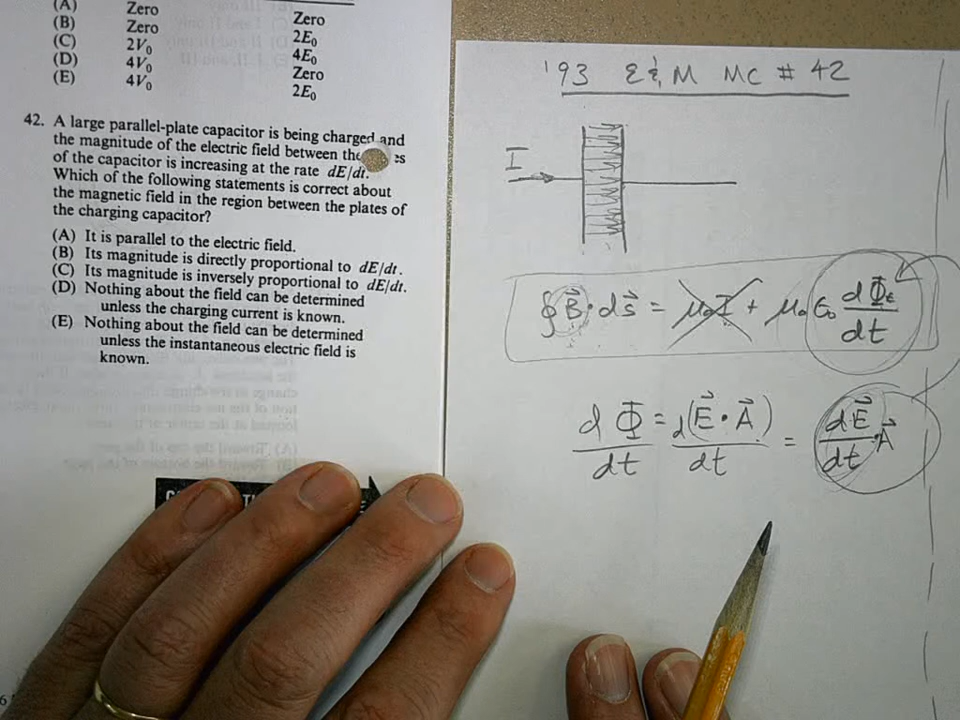 (A) Zero Zero
(B) Zero 2E₀
(C) 2V₀ 4E₀
(D) 4V₀ Zero
(E) 4V₀ 2E₀
42. A large parallel-plate capacitor is being charged and
the magnitude of the electric field between the es
of the capacitor is increasing at the rate dE/dt.
Which of the following statements is correct about
the magnetic field in the region between the plates of
the charging capacitor?
(A) It is parallel to the electric field.
(B) Its magnitude is directly proportional to dE/dt.
(C) Its magnitude is inversely proportional to dE/dt.
(D) Nothing about the field can be determined
unless the charging current is known.
(E) Nothing about the field can be determined
unless the instantaneous electric field is
known.
'93 E&M MC # 42
I
∮B⃗·ds⃗ = μ₀I + μ₀ε₀ dΦE/dt
dΦ/dt = d(E⃗·A⃗)/dt = dE⃗/dt·A⃗